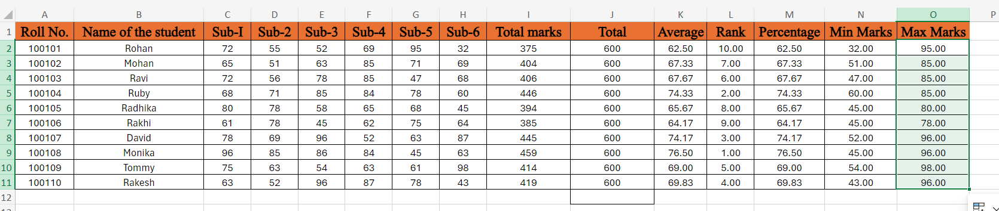 A B C D E F G H I J K L M N O P
1 Roll No. Name of the student Sub-I Sub-2 Sub-3 Sub-4 Sub-5 Sub-6 Total marks Total Average Rank Percentage Min Marks Max Marks
2 100101 Rohan 72 55 52 69 95 32 375 600 62.50 10.00 62.50 32.00 95.00
3 100102 Mohan 65 51 63 85 71 69 404 600 67.33 7.00 67.33 51.00 85.00
4 100103 Ravi 72 56 78 85 47 68 406 600 67.67 6.00 67.67 47.00 85.00
5 100104 Ruby 68 71 85 84 78 60 446 600 74.33 2.00 74.33 60.00 85.00
6 100105 Radhika 80 78 58 65 68 45 394 600 65.67 8.00 65.67 45.00 80.00
7 100106 Rakhi 61 78 45 62 75 64 385 600 64.17 9.00 64.17 45.00 78.00
8 100107 David 78 69 96 52 63 87 445 600 74.17 3.00 74.17 52.00 96.00
9 100108 Monika 96 85 86 84 45 63 459 600 76.50 1.00 76.50 45.00 96.00
10 100109 Tommy 75 63 54 63 61 98 414 600 69.00 5.00 69.00 54.00 98.00
11 100110 Rakesh 63 52 96 87 78 43 419 600 69.83 4.00 69.83 43.00 96.00
12